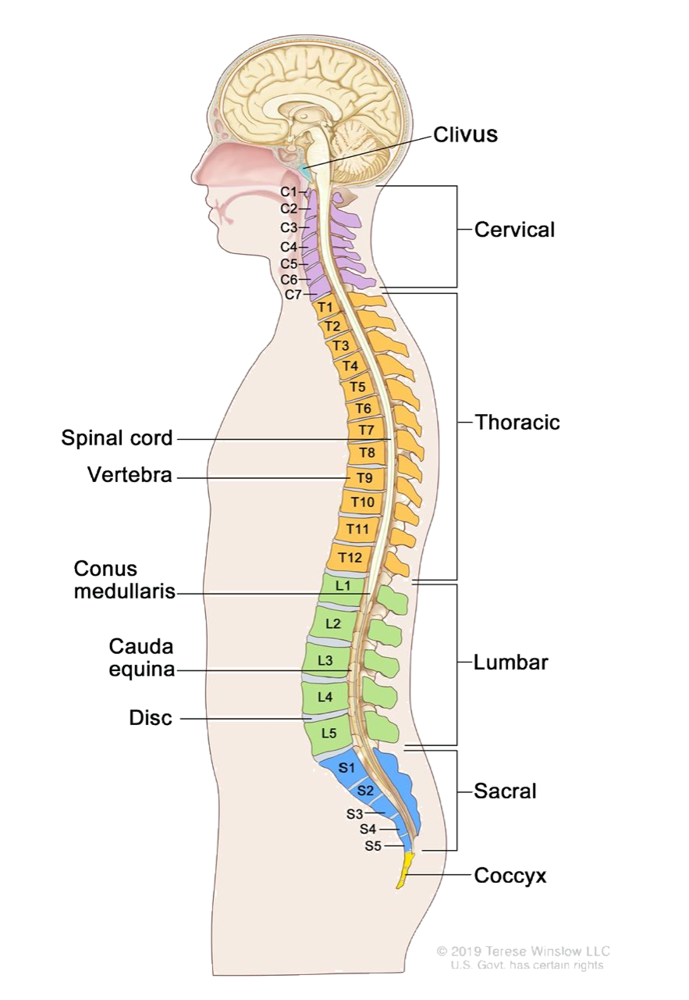 Clivus
C1
C2
Cervical
C3
C4
C5
C6
C7
T1
T2
T3
T4
T5
T6
Thoracic
T7
Spinal cord
T8
Vertebra
T9
T10
T11
T12
Conus
medullaris
L1
L2
Cauda
equina
L3
Lumbar
L4
Disc
L5
S1
S2
Sacral
S3
S4
S5
Coccyx
© 2019 Terese Winslow LLC
U.S. Govt. has certain rights